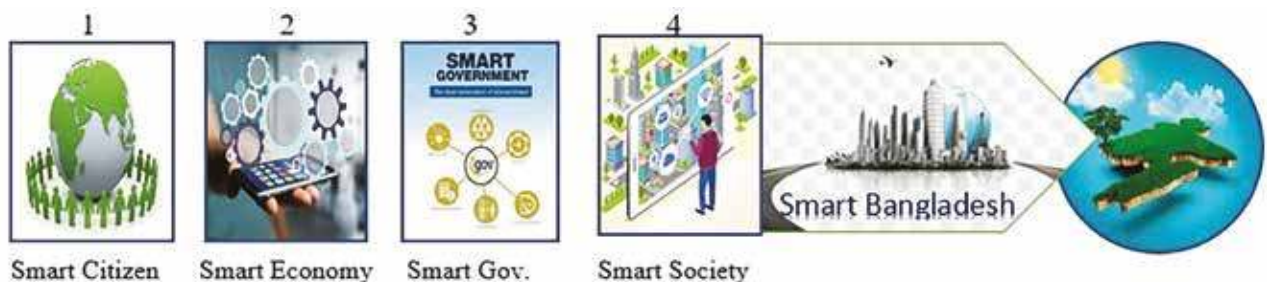 1
2
3
4
SMART
GOVERNMENT
gov
Smart Bangladesh
Smart Citizen
Smart Economy
Smart Gov.
Smart Society